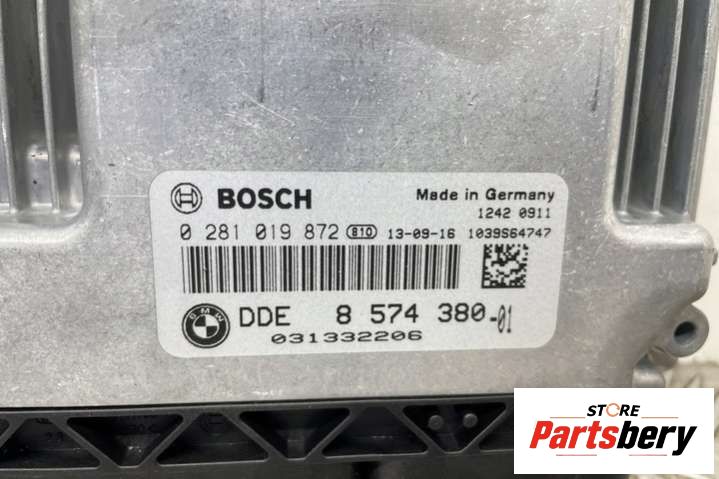 BOSCH
Made in Germany
1242 0911
0 281 019 872 810 13-09-16 1039S64747
BMW DDE 8 574 380-01
031332206
STORE
Partsbery